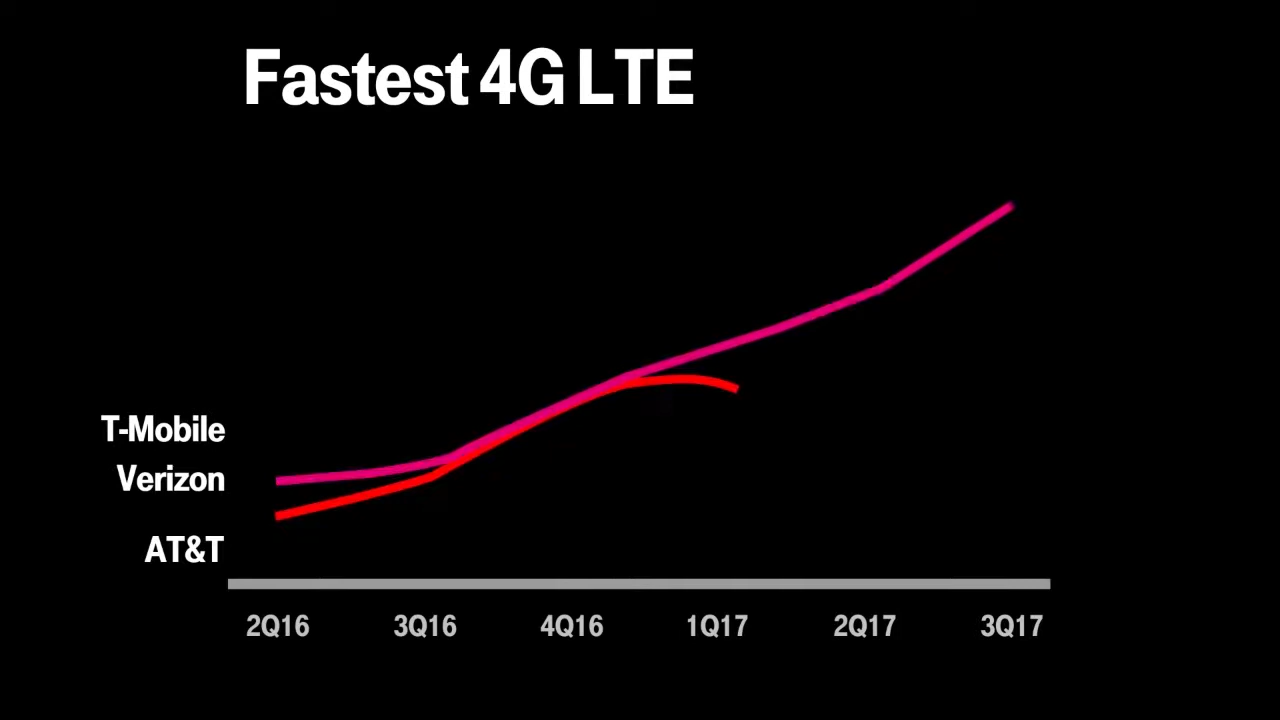 Fastest 4G LTE
T-Mobile
Verizon
AT&T
2Q16 3Q16 4Q16 1Q17 2Q17 3Q17